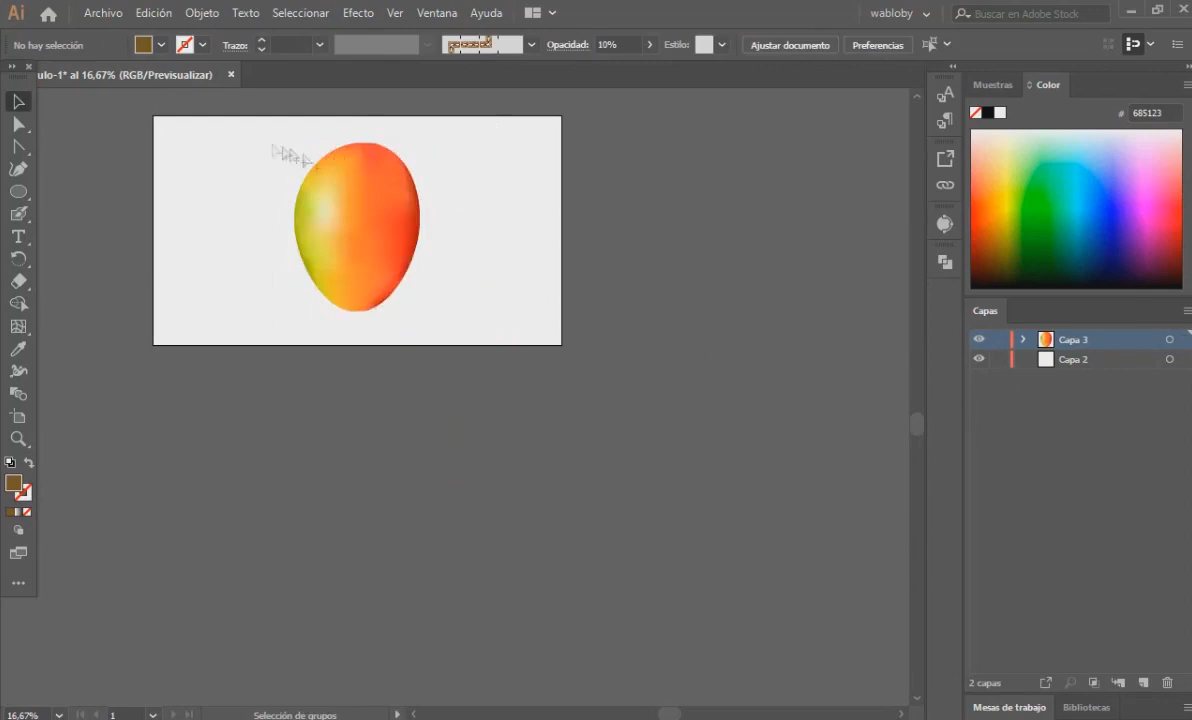 Ai Archivo Edición Objeto Texto Seleccionar Efecto Ver Ventana Ayuda wabloby Buscar en Adobe Stock
No hay selección Trazo: Opacidad: 10% Estilo: Ajustar documento Preferencias
ulo-1* al 16,67% (RGB/Previsualizar) × Muestras Color
# 685123
Capas
Capa 3
Capa 2
2 capas
16,67% 1 Selección de grupos Mesas de trabajo Bibliotecas